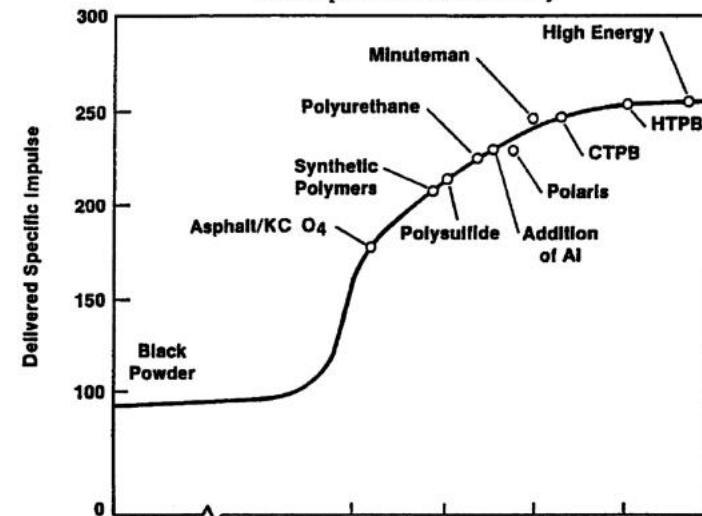 300
High Energy
Minuteman
250
Polyurethane
HTPB
CTPB
Synthetic
Polymers
Polaris
200
Asphalt/KC O4
Polysulfide
Addition
of Al
150
Black
Powder
100
0
Delivered Specific Impulse